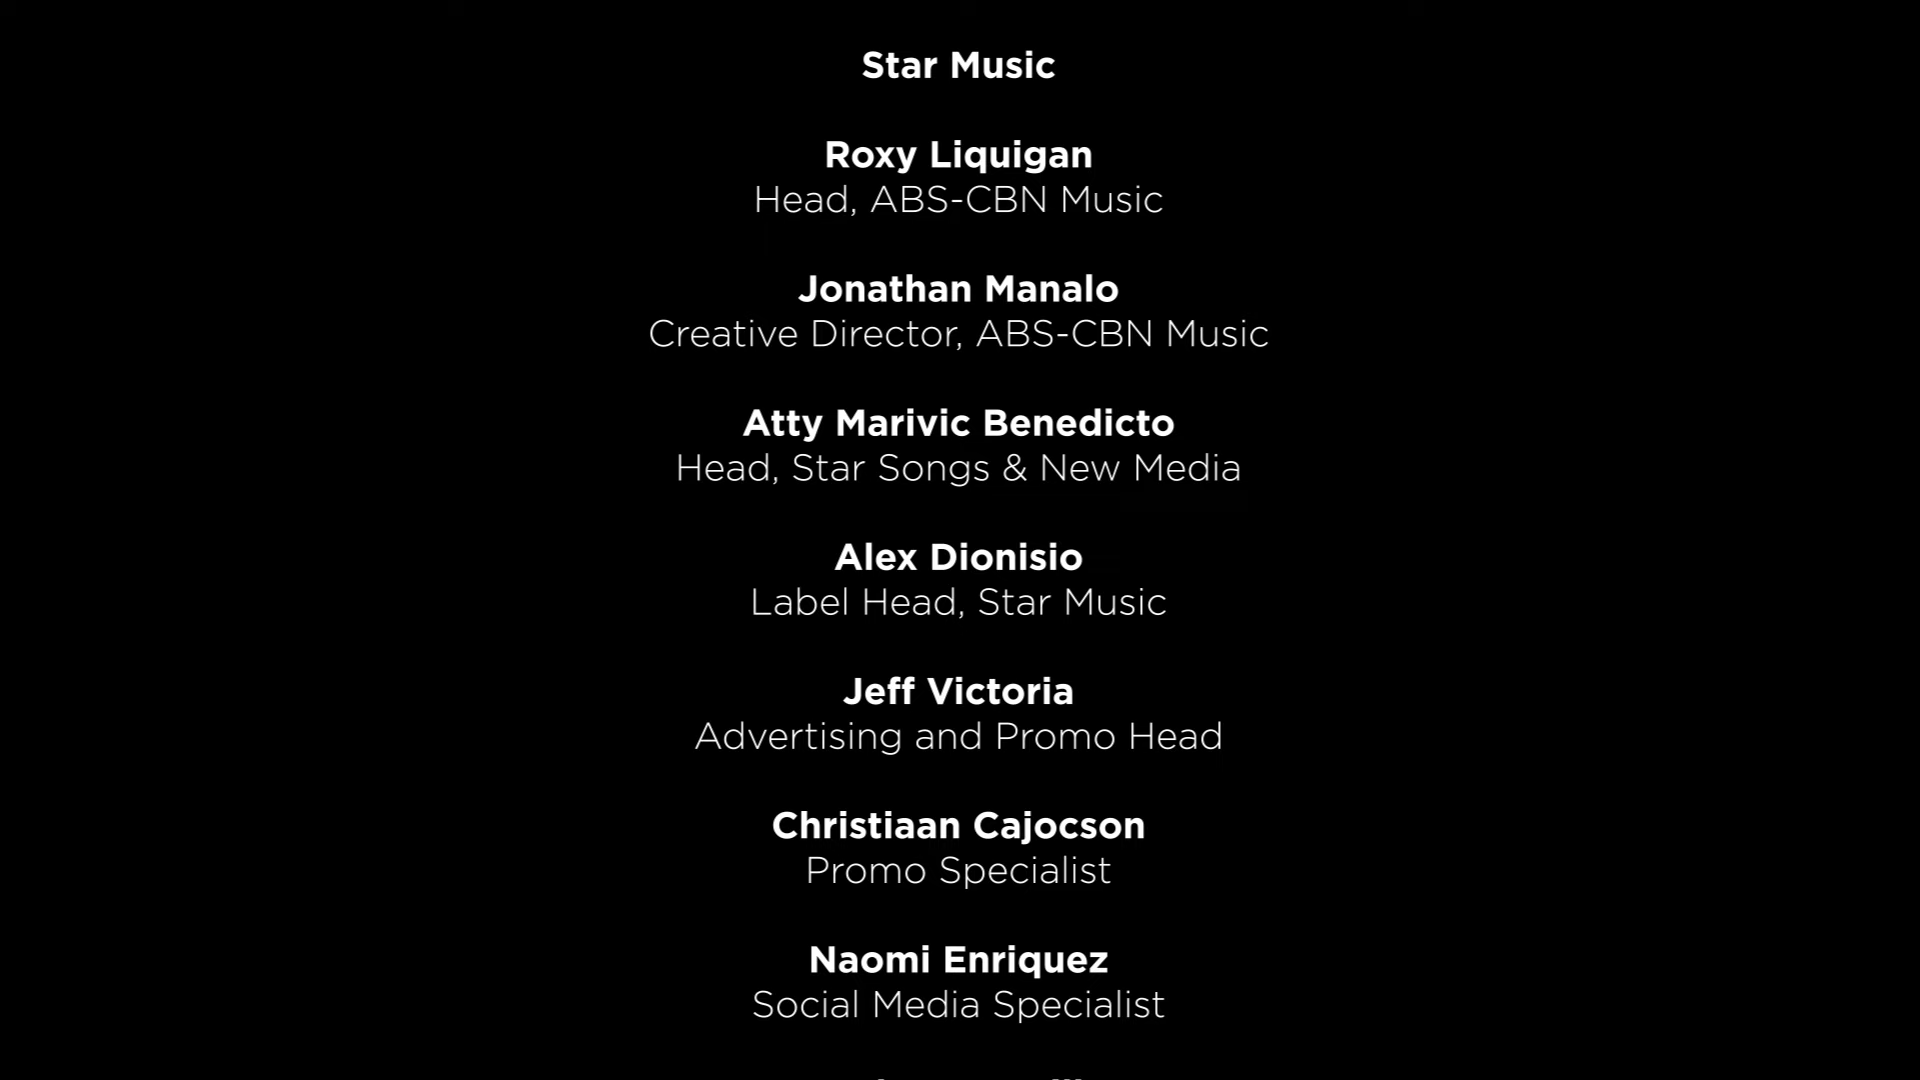 Star Music
Roxy Liquigan
Head, ABS-CBN Music
Jonathan Manalo
Creative Director, ABS-CBN Music
Atty Marivic Benedicto
Head, Star Songs & New Media
Alex Dionisio
Label Head, Star Music
Jeff Victoria
Advertising and Promo Head
Christiaan Cajocson
Promo Specialist
Naomi Enriquez
Social Media Specialist